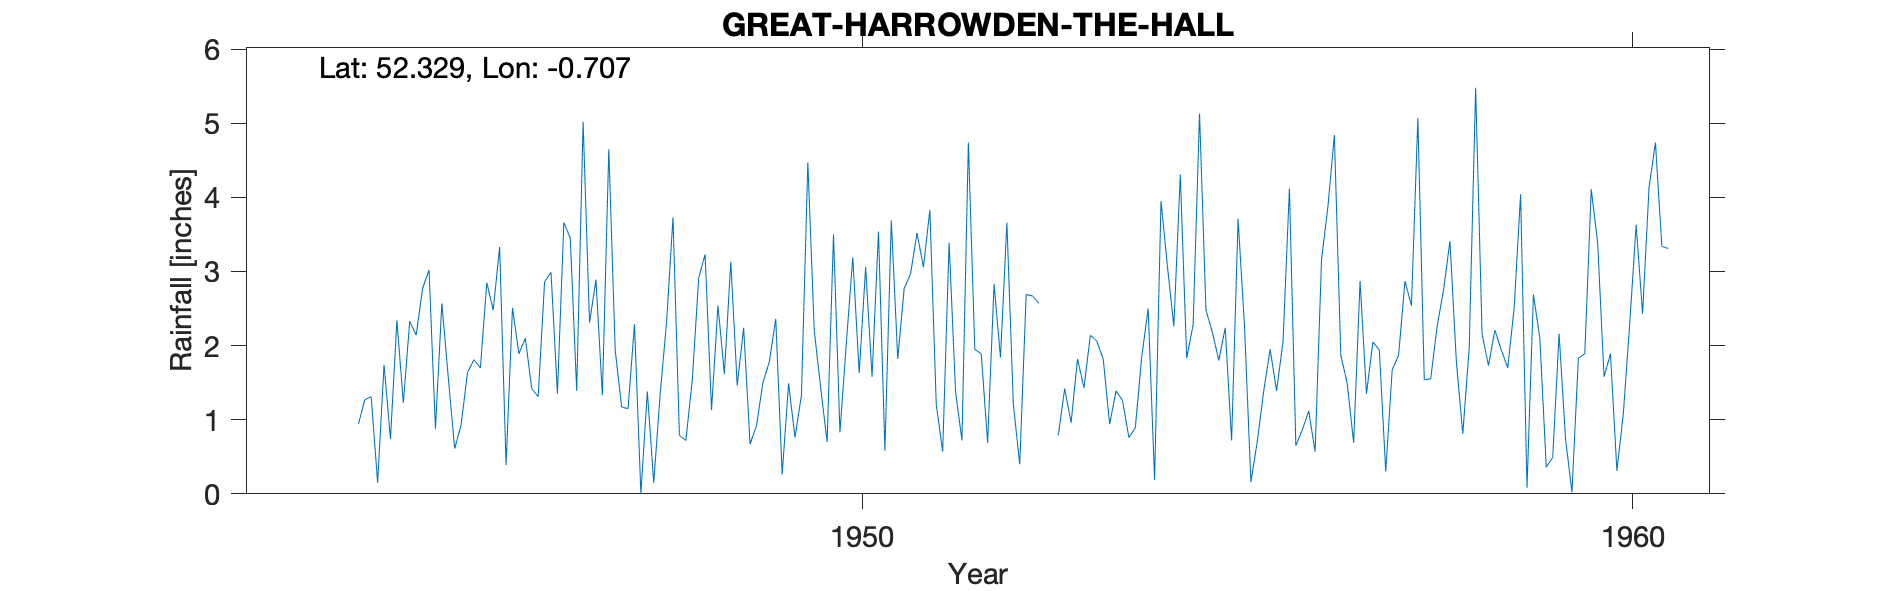 GREAT-HARROWDEN-THE-HALL
Lat: 52.329, Lon: -0.707
6
5
4
3
2
1
0
Rainfall [inches]
1950
1960
Year